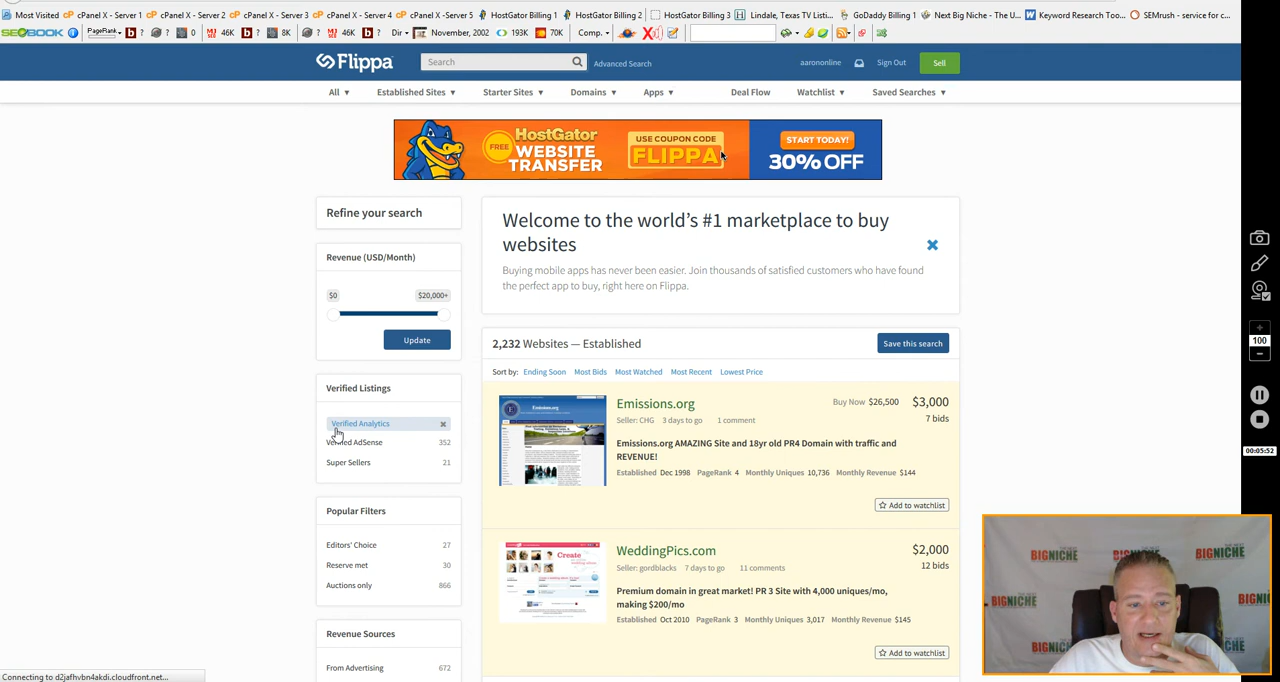 Most Visited cPanel X - Server 1 cPanel X - Server 2 cPanel X - Server 3 cPanel X - Server 4 cPanel X -Server 5 HostGator Billing 1 HostGator Billing 2 HostGator Billing 3 Lindale, Texas TV Listi... GoDaddy Billing 1 Next Big Niche - The U... Keyword Research Too... SEMrush - service for c...
SEOBOOK PageRank ? ? 0 46K ? 8K ? 46K ? Dir November, 2002 193K 70K Comp.
Flippa
Search
Advanced Search
aarononline
Sign Out
Sell
All Established Sites Starter Sites Domains Apps Deal Flow Watchlist Saved Searches
FREE HostGator WEBSITE TRANSFER
USE COUPON CODE
FLIPPA
START TODAY!
30% OFF
Refine your search
Revenue (USD/Month)
$0 $20,000+
Update
Verified Listings
Verified Analytics
AdSense 352
Super Sellers 21
Popular Filters
Editors' Choice 27
Reserve met 30
Auctions only 866
Revenue Sources
From Advertising 672
Welcome to the world's #1 marketplace to buy
websites
Buying mobile apps has never been easier. Join thousands of satisfied customers who have found
the perfect app to buy, right here on Flippa.
2,232 Websites — Established
Save this search
Sort by: Ending Soon Most Bids Most Watched Most Recent Lowest Price
Emissions.org Buy Now $26,500 $3,000
Seller: CHG 3 days to go 1 comment 7 bids
Emissions.org AMAZING Site and 18yr old PR4 Domain with traffic and
REVENUE!
Established Dec 1998 PageRank 4 Monthly Uniques 10,736 Monthly Revenue $144
Add to watchlist
WeddingPics.com $2,000
Seller: gordblacks 7 days to go 11 comments 12 bids
Premium domain in great market! PR 3 Site with 4,000 uniques/mo,
making $200/mo
Established Oct 2010 PageRank 3 Monthly Uniques 3,017 Monthly Revenue $145
Add to watchlist
100
00:05:52
BIGNICHE
BIGNICHE
Connecting to d2jafhvbn4akdi.cloudfront.net...